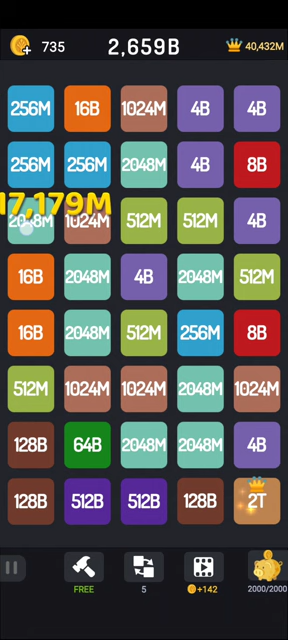 735 2,659B 40,432M
256M 16B 1024M 4B 4B
256M 256M 2048M 4B 8B
17,179M
2048M 1024M 512M 512M 4B
16B 2048M 4B 2048M 512M
16B 2048M 512M 256M 8B
512M 1024M 1024M 2048M 1024M
128B 64B 2048M 2048M 4B
128B 512B 512B 128B 2T
FREE 5 +142 2000/2000